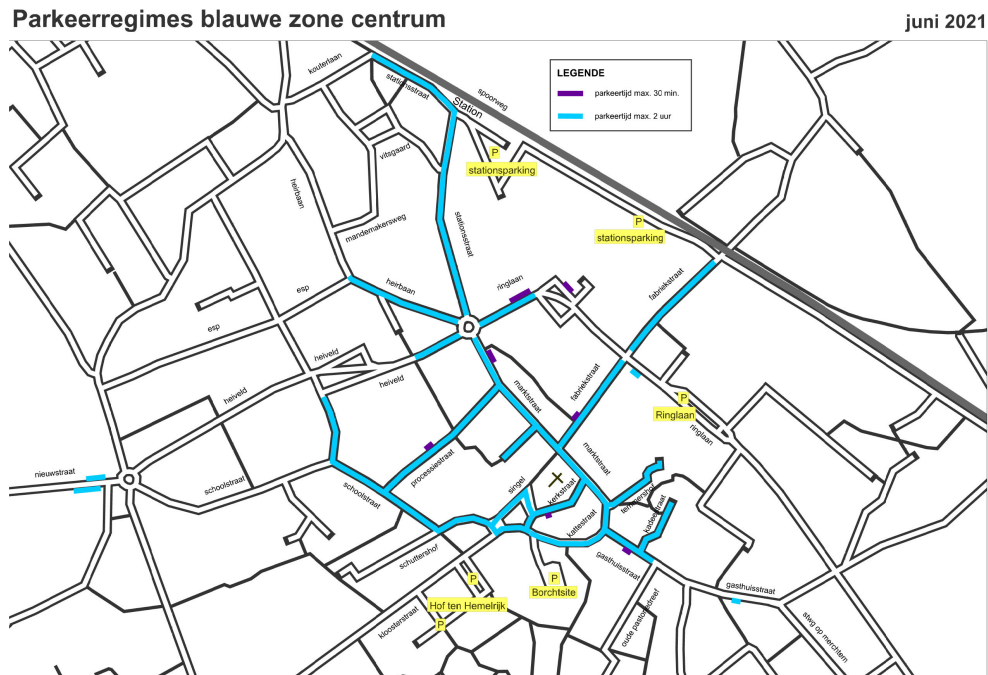 Parkeerregimes blauwe zone centrum
juni 2021
LEGENDE
parkeertijd max. 30 min.
parkeertijd max. 2 uur
kouterlaan
stationsstraat
Station
spoorweg
P
stationsparking
vitsgaard
P
stationsparking
heirbaan
mandemakersweg
stationsstraat
ringlaan
fabriekstraat
esp
heirbaan
esp
heiveld
heiveld
heiveld
marktstraat
fabriekstraat
P
Ringlaan
ringlaan
marktstraat
nieuwstraat
processiestraat
schoolstraat
schoolstraat
singel
kerkstraat
kattestraat
kadeestraat
gasthuisstraat
schuttershof
P
Hof ten Hemelrijk
P
P
Borchtsite
gasthuisstraat
kloosterstraat
oude pastoriedreef
stwg op merchtem